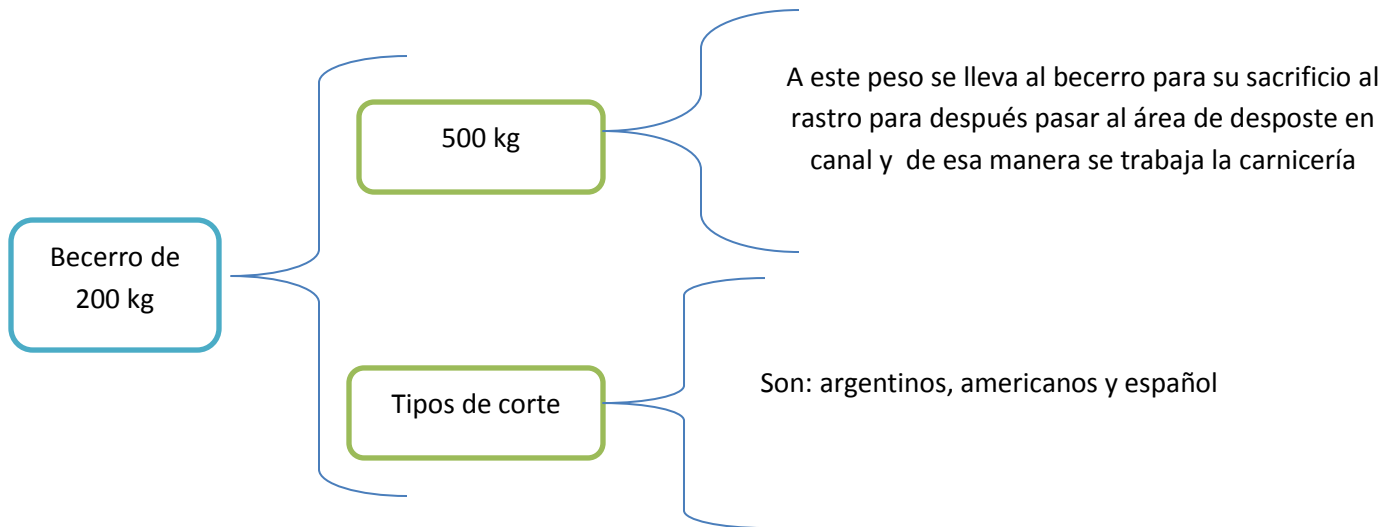 Becerro de
200 kg
500 kg
A este peso se lleva al becerro para su sacrificio al
rastro para después pasar al área de desposte en
canal y  de esa manera se trabaja la carnicería
Tipos de corte
Son: argentinos, americanos y español